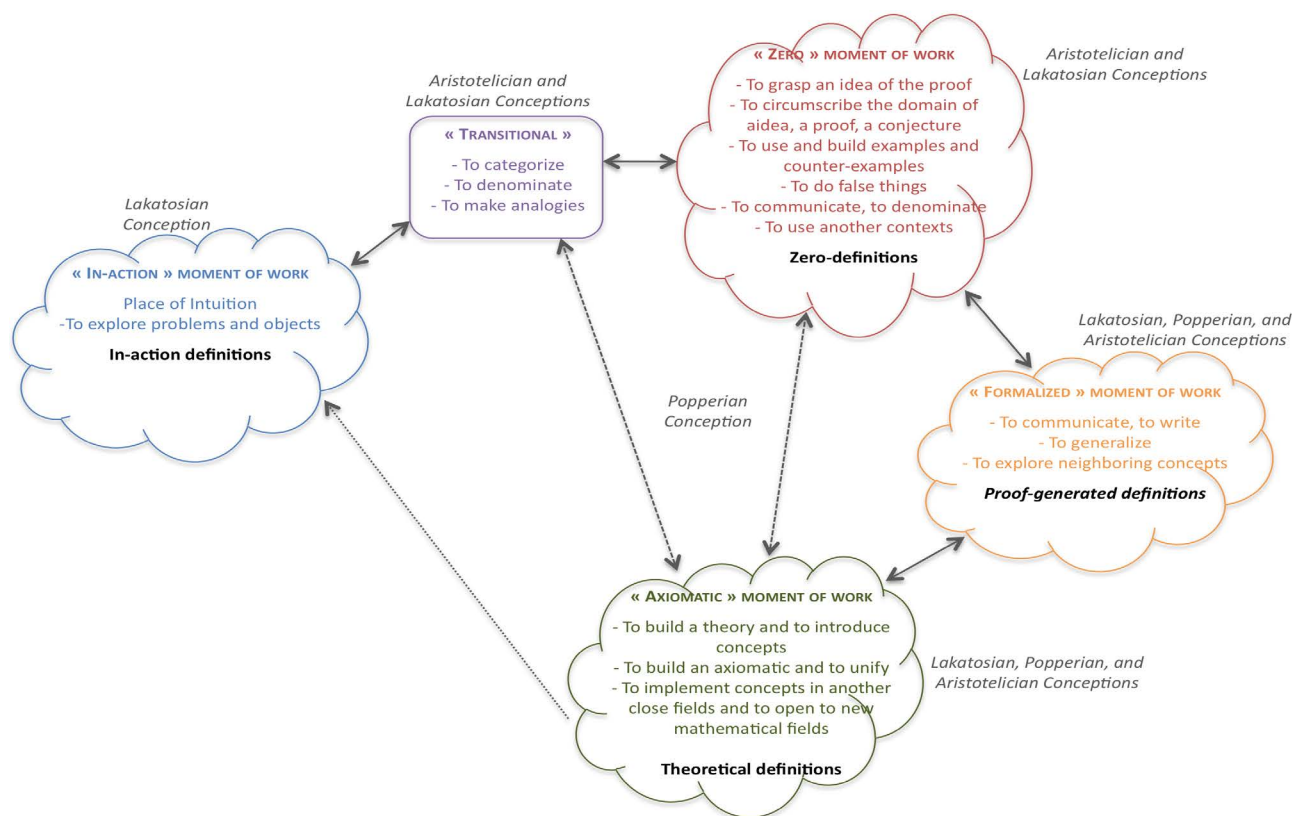 Lakatosian
Conception
« IN-ACTION » MOMENT OF WORK
Place of Intuition
-To explore problems and objects
In-action definitions
Aristotelician and
Lakatosian Conceptions
« TRANSITIONAL »
- To categorize
- To denominate
- To make analogies
« ZERO » MOMENT OF WORK
- To grasp an idea of the proof
- To circumscribe the domain of
aidea, a proof, a conjecture
- To use and build examples and
counter-examples
- To do false things
- To communicate, to denominate
- To use another contexts
Zero-definitions
Aristotelician and
Lakatosian Conceptions
Popperian
Conception
Lakatosian, Popperian, and
Aristotelician Conceptions
« FORMALIZED » MOMENT OF WORK
- To communicate, to write
- To generalize
- To explore neighboring concepts
Proof-generated definitions
« AXIOMATIC » MOMENT OF WORK
- To build a theory and to introduce
concepts
- To build an axiomatic and to unify
- To implement concepts in another
close fields and to open to new
mathematical fields
Theoretical definitions
Lakatosian, Popperian, and
Aristotelician Conceptions